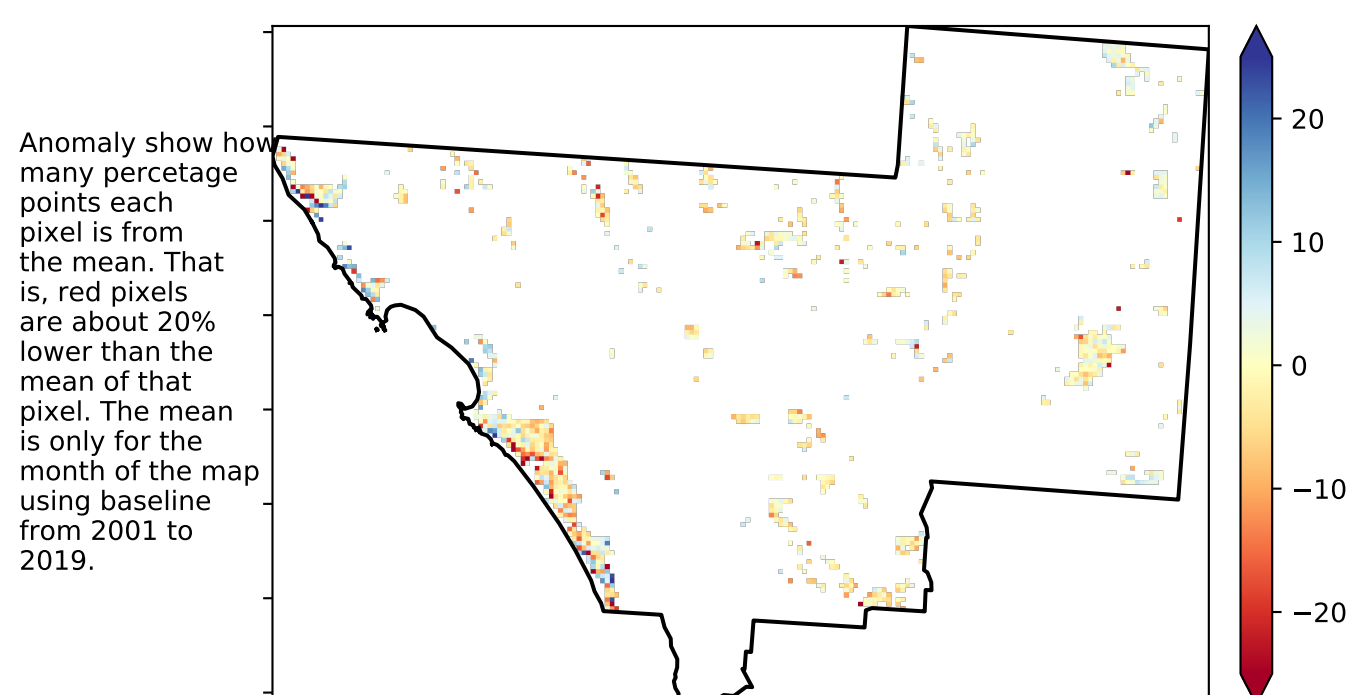 Anomaly show how
many percetage
points each
pixel is from
the mean. That
is, red pixels
are about 20%
lower than the
mean of that
pixel. The mean
is only for the
month of the map
using baseline
from 2001 to
2019.
20
10
0
−10
−20